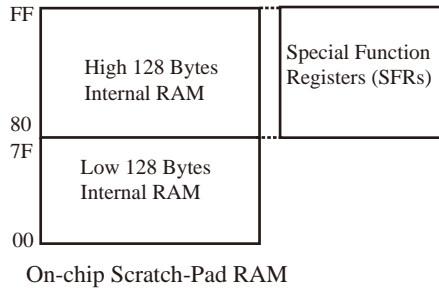 FF
High 128 Bytes
Internal RAM
Special Function
Registers (SFRs)
80
7F
Low 128 Bytes
Internal RAM
00
On-chip Scratch-Pad RAM